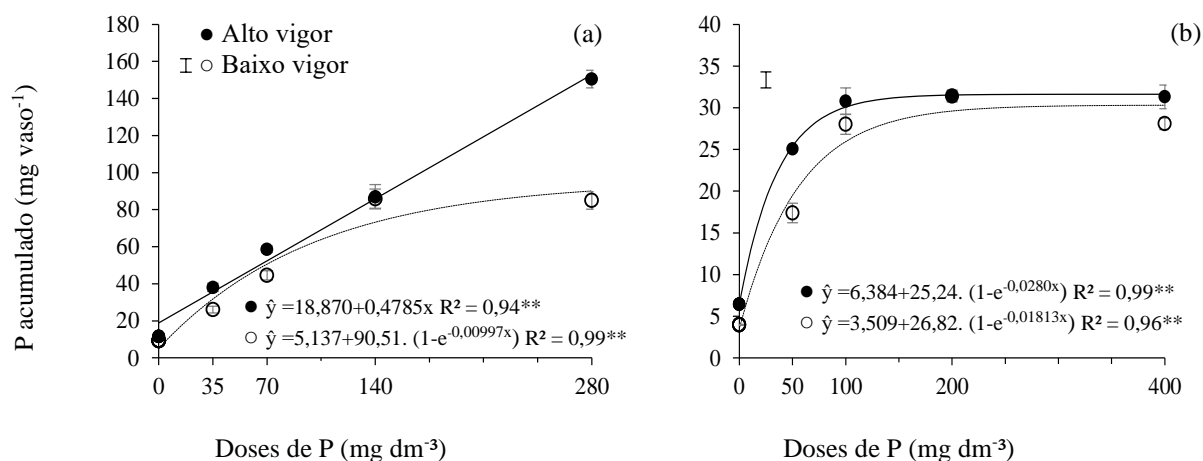 P acumulado (mg vaso⁻¹)
180
160
140
120
100
80
60
40
20
0
Alto vigor
Baixo vigor
(a)
ŷ =18,870+0,4785x R² = 0,94**
ŷ =5,137+90,51. (1-e⁻⁰,⁰⁰⁹⁹⁷ˣ) R² = 0,99**
0 35 70 140 280
Doses de P (mg dm⁻³)
40
35
30
25
20
15
10
5
0
(b)
ŷ =6,384+25,24. (1-e⁻⁰,⁰²⁸⁰ˣ) R² = 0,99**
ŷ =3,509+26,82. (1-e⁻⁰,⁰¹⁸¹³ˣ) R² = 0,96**
0 50 100 200 400
Doses de P (mg dm⁻³)